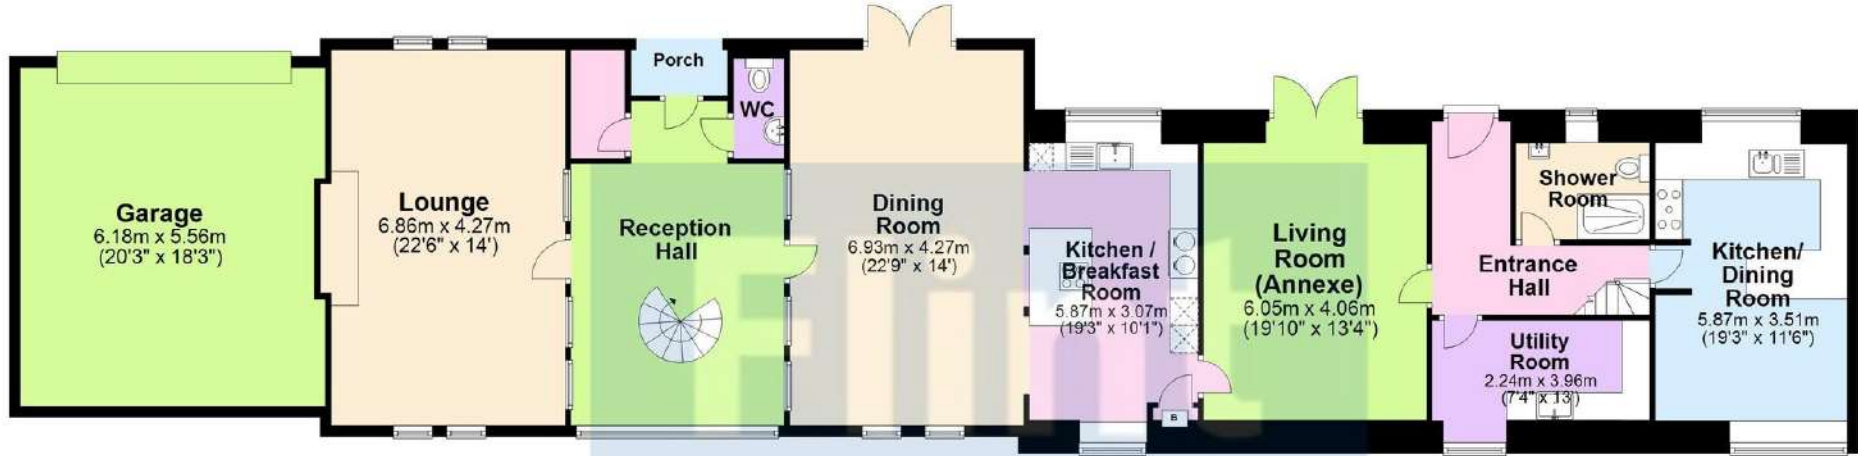 Garage
6.18m x 5.56m
(20'3" x 18'3")
Lounge
6.86m x 4.27m
(22'6" x 14')
Porch
WC
Reception
Hall
Dining
Room
6.93m x 4.27m
(22'9" x 14')
Kitchen /
Breakfast
Room
5.87m x 3.07m
(19'3" x 10'1")
B
Living
Room
(Annexe)
6.05m x 4.06m
(19'10" x 13'4")
Entrance
Hall
Shower
Room
Utility
Room
2.24m x 3.96m
(7'4" x 13')
Kitchen/
Dining
Room
5.87m x 3.51m
(19'3" x 11'6")
Flint